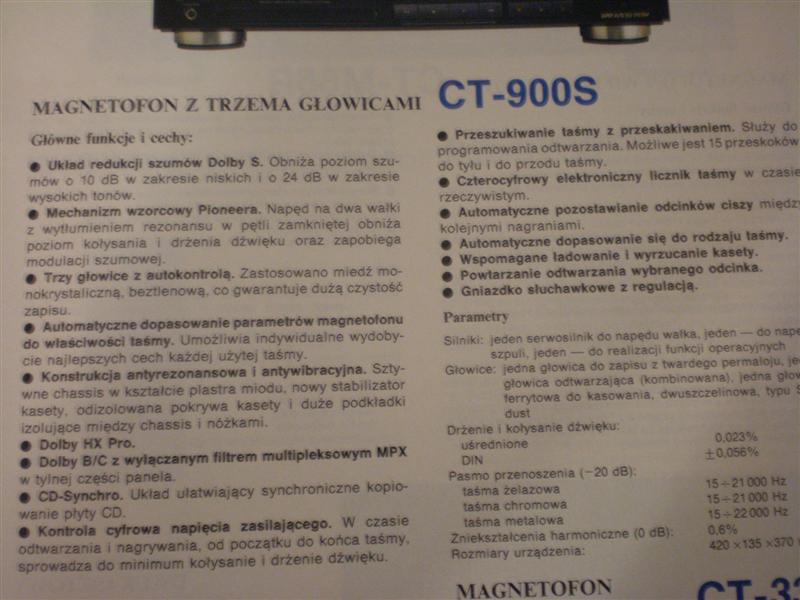 MAGNETOFON Z TRZEMA GŁOWICAMI CT-900S
Główne funkcje i cechy:
● Układ redukcji szumów Dolby S. Obniża poziom szu-
mów o 10 dB w zakresie niskich i o 24 dB w zakresie
wysokich tonów.
● Mechanizm wzorcowy Pioneera. Napęd na dwa wałki
z wytłumieniem rezonansu w pętli zamkniętej obniża
poziom kołysania i drżenia dźwięku oraz zapobiega
modulacji szumowej.
● Trzy głowice z autokontrolą. Zastosowano miedź mo-
nokrystaliczną, beztlenową, co gwarantuje dużą czystość
zapisu.
● Automatyczne dopasowanie parametrów magnetofonu
do właściwości taśmy. Umożliwia indywidualne wydoby-
cie najlepszych cech każdej użytej taśmy.
● Konstrukcja antyrezonansowa i antywibracyjna. Szty-
wne chassis w kształcie plastra miodu, nowy stabilizator
kasety, odizolowana pokrywa kasety i duże podkładki
izolujące między chassis i nóżkami.
● Dolby HX Pro.
● Dolby B/C z wyłączanym filtrem multipleksowym MPX
w tylnej części panela.
● CD-Synchro. Układ ułatwiający synchroniczne kopio-
wanie płyty CD.
● Kontrola cyfrowa napięcia zasilającego. W czasie
odtwarzania i nagrywania, od początku do końca taśmy,
sprowadza do minimum kołysanie i drżenie dźwięku.
● Przeszukiwanie taśmy z przeskakiwaniem. Służy do
programowania odtwarzania. Możliwe jest 15 przeskoków
do tyłu i do przodu taśmy.
● Czterocyfrowy elektroniczny licznik taśmy w czasie
rzeczywistym.
● Automatyczne pozostawianie odcinków ciszy między
kolejnymi nagraniami.
● Automatyczne dopasowanie się do rodzaju taśmy.
● Wspomagane ładowanie i wyrzucanie kasety.
● Powtarzanie odtwarzania wybranego odcinka.
● Gniazdko słuchawkowe z regulacją.
Parametry
Silniki: jeden serwosilnik do napędu wałka, jeden — do nape
szpuli, jeden — do realizacji funkcji operacyjnych
Głowice: jedna głowica do zapisu z twardego permaloju, je
głowica odtwarzająca (kombinowana), jedna głow
ferrytowa do kasowania, dwuszczelinowa, typu S
dust
Drżenie i kołysanie dźwięku:
uśrednione 0,023%
DIN ±0,056%
Pasmo przenoszenia (−20 dB):
taśma żelazowa 15÷21 000 Hz
taśma chromowa 15÷21 000 Hz
taśma metalowa 15÷22 000 Hz
Zniekształcenia harmoniczne (0 dB): 0,6%
Rozmiary urządzenia: 420 ×135 ×370
MAGNETOFON CT-33